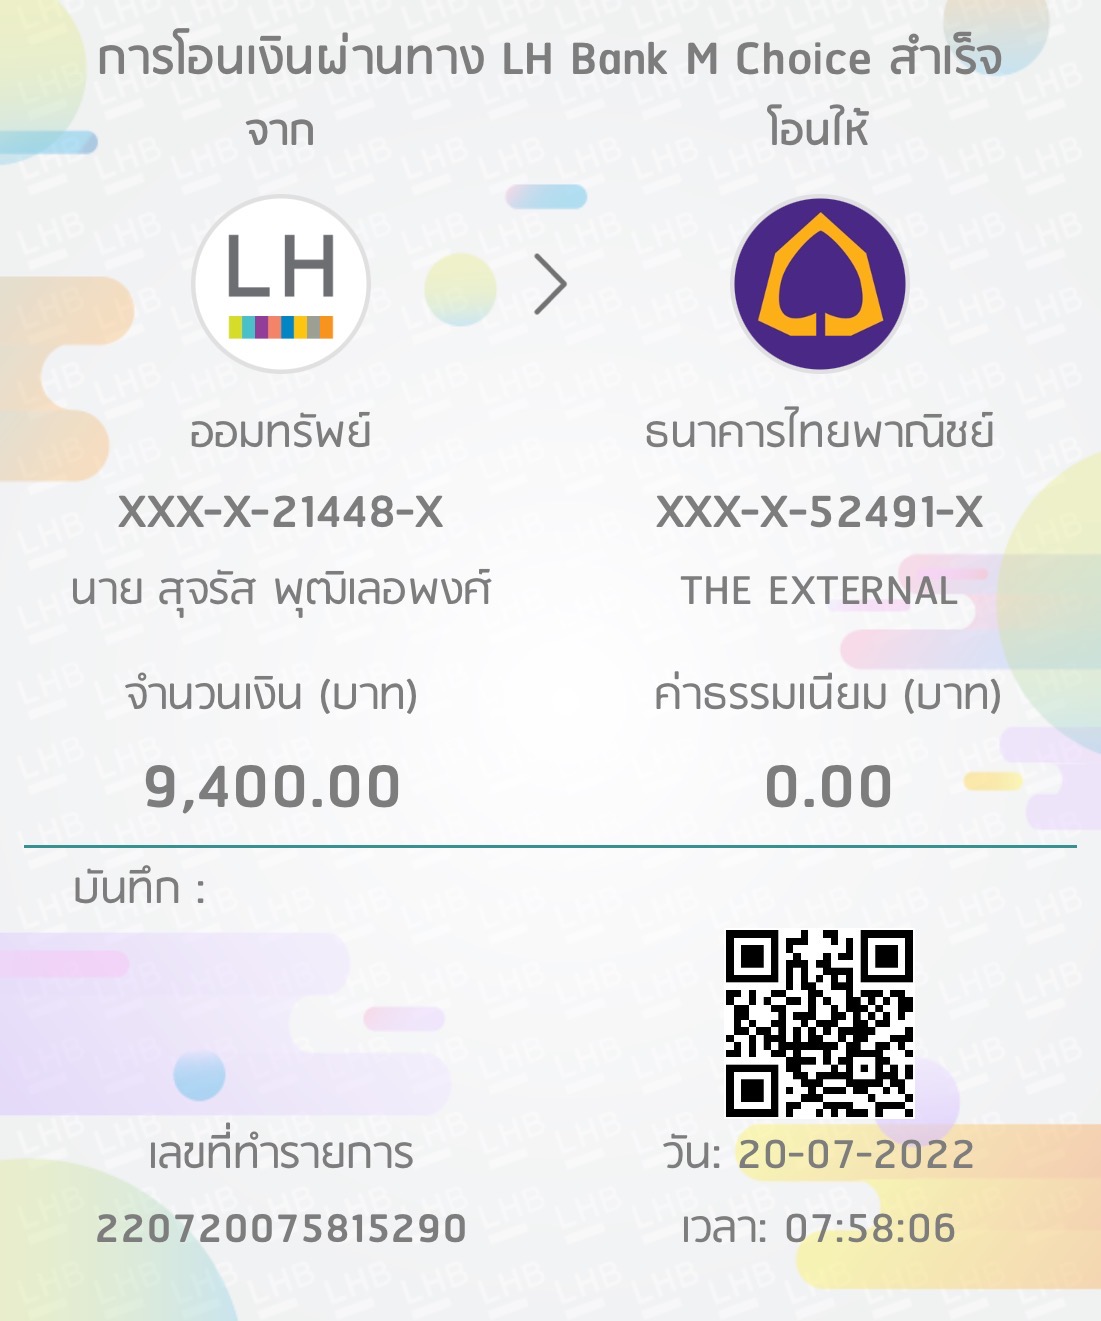 การโอนเงินผ่านทาง LH Bank M Choice สำเร็จ
จาก
โอนให้
LH
ออมทรัพย์
ธนาคารไทยพาณิชย์
XXX-X-21448-X
XXX-X-52491-X
นาย สุจรัส พุฒิเลอพงศ์
THE EXTERNAL
จำนวนเงิน (บาท)
ค่าธรรมเนียม (บาท)
9,400.00
0.00
บันทึก :
เลขที่ทำรายการ
วัน: 20-07-2022
220720075815290
เวลา: 07:58:06